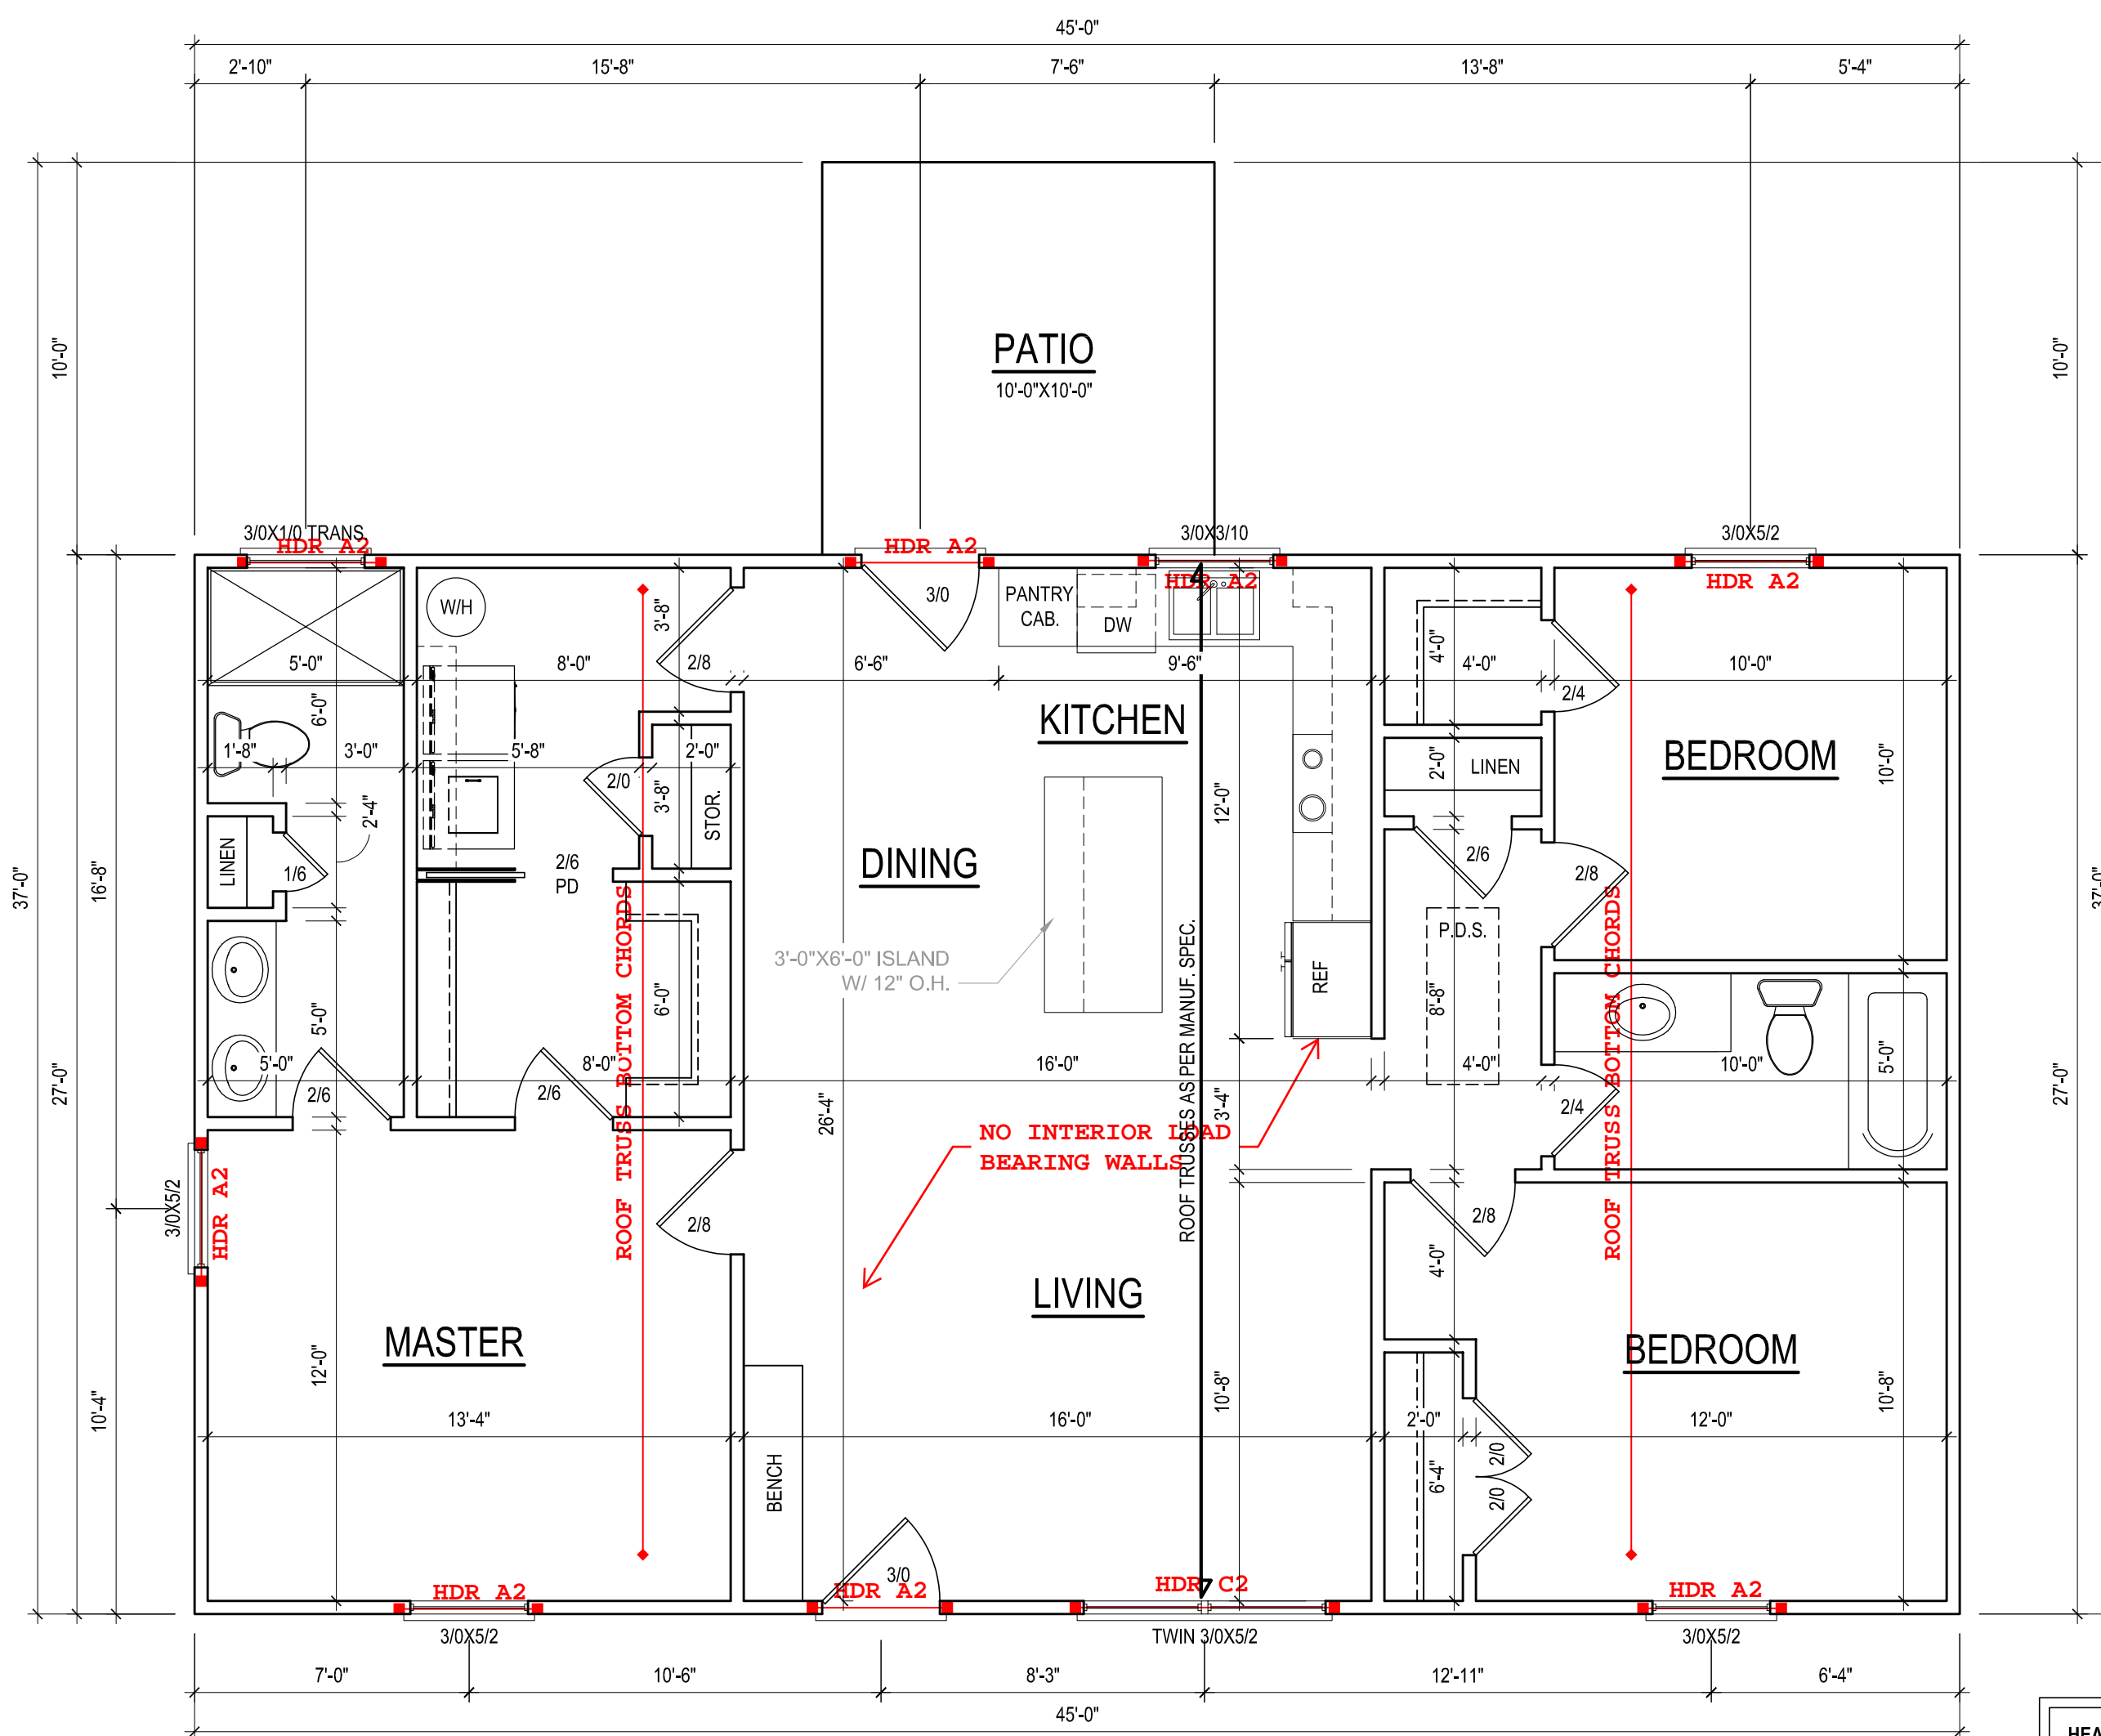 45'-0"
2'-10"
15'-8"
7'-6"
13'-8"
5'-4"
10'-0"
PATIO
10'-0"X10'-0"
10'-0"
37'-0"
27'-0"
16'-8"
10'-4"
3/0X1/0 TRANS.
HDR A2
HDR A2
3/0X3/10
HDR A2
3/0X5/2
HDR A2
W/H
3'-8"
2/8
3/0
PANTRY
CAB.
DW
5'-0"
8'-0"
6'-6"
9'-6"
4'-0"
4'-0"
2/4
10'-0"
6'-0"
KITCHEN
BEDROOM
1'-8"
3'-0"
5'-8"
2'-0"
2/0
3'-8"
STOR.
2'-0"
LINEN
10'-0"
2'-4"
12'-0"
LINEN
1/6
2/6
PD
DINING
2/6
2/8
ROOF TRUSS BOTTOM CHORDS
ROOF TRUSSES AS PER MANUF. SPEC.
P.D.S.
ROOF TRUSS BOTTOM CHORDS
3'-0"X6'-0" ISLAND
W/ 12" O.H.
REF
6'-0"
8'-8"
5'-0"
5'-0"
8'-0"
16'-0"
4'-0"
10'-0"
5'-0"
2/6
2/6
26'-4"
3'-4"
2/4
NO INTERIOR LOAD
BEARING WALLS
3/0X5/2
HDR A2
2/8
2/8
4'-0"
LIVING
MASTER
BEDROOM
12'-0"
10'-8"
10'-8"
13'-4"
16'-0"
2'-0"
12'-0"
BENCH
6'-4"
2/0
2/0
3/0
HDR A2
HDR A2
HDR C2
HDR A2
3/0X5/2
TWIN 3/0X5/2
3/0X5/2
7'-0"
10'-6"
8'-3"
12'-11"
6'-4"
45'-0"
27'-0"
37'-0"